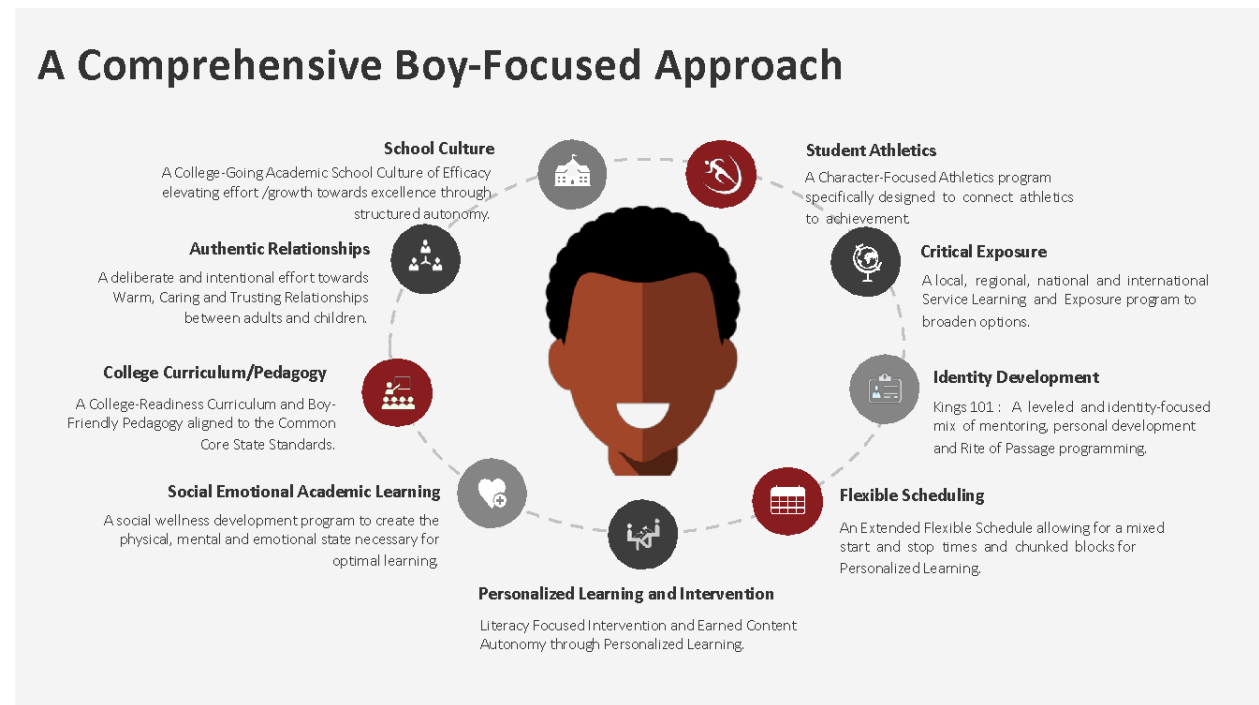 A Comprehensive Boy-Focused Approach
School Culture
A College-Going Academic School Culture of Efficacy
elevating effort /growth towards excellence through
structured autonomy.
Student Athletics
A Character-Focused Athletics program
specifically designed to connect athletics
to achievement.
Authentic Relationships
A deliberate and intentional effort towards
Warm, Caring and Trusting Relationships
between adults and children.
Critical Exposure
A local, regional, national and international
Service Learning and Exposure program to
broaden options.
College Curriculum/Pedagogy
A College-Readiness Curriculum and Boy-
Friendly Pedagogy aligned to the Common
Core State Standards.
Identity Development
Kings 101 : A leveled and identity-focused
mix of mentoring, personal development
and Rite of Passage programming.
Social Emotional Academic Learning
A social wellness development program to create the
physical, mental and emotional state necessary for
optimal learning.
Flexible Scheduling
An Extended Flexible Schedule allowing for a mixed
start and stop times and chunked blocks for
Personalized Learning.
Personalized Learning and Intervention
Literacy Focused Intervention and Earned Content
Autonomy through Personalized Learning.